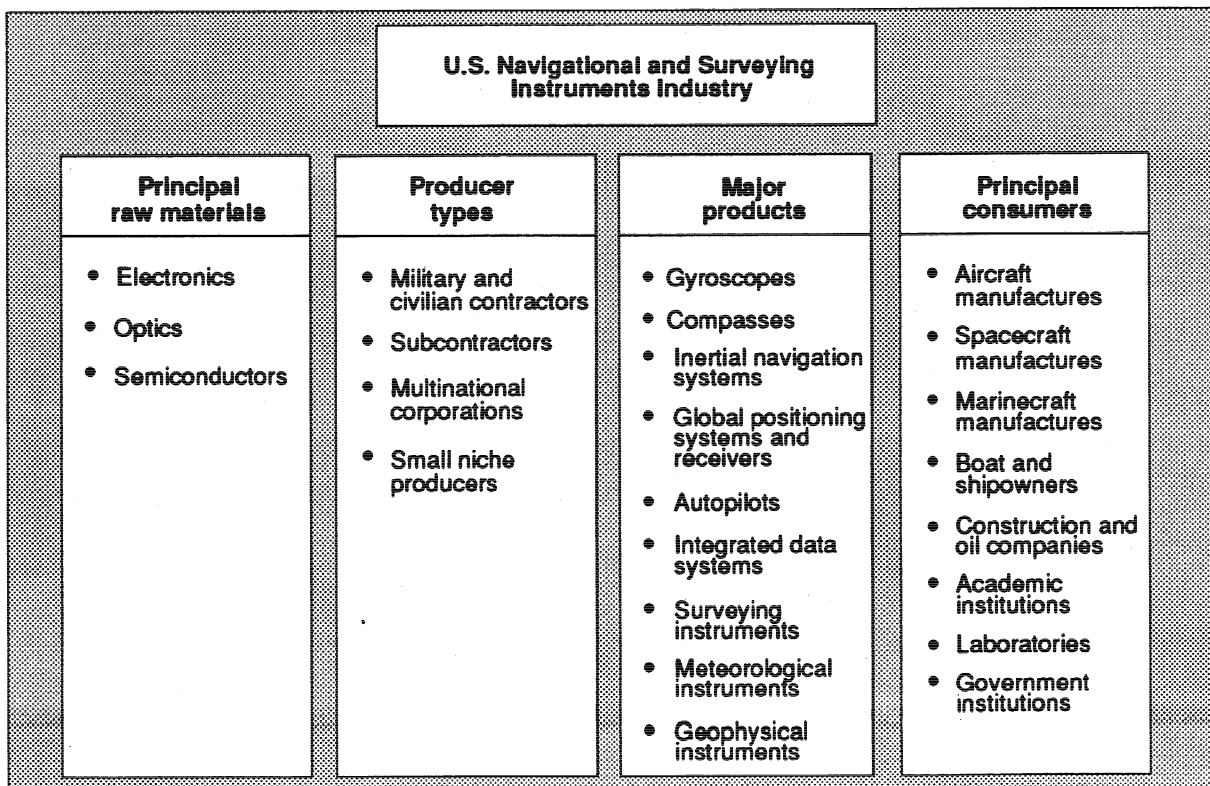 U.S. Navigational and Surveying
Instruments Industry
Principal
raw materials
• Electronics
• Optics
• Semiconductors
Producer
types
• Military and
civilian contractors
• Subcontractors
• Multinational
corporations
• Small niche
producers
Major
products
• Gyroscopes
• Compasses
• Inertial navigation
systems
• Global positioning
systems and
receivers
• Autopilots
• Integrated data
systems
• Surveying
instruments
• Meteorological
instruments
• Geophysical
instruments
Principal
consumers
• Aircraft
manufactures
• Spacecraft
manufactures
• Marinecraft
manufactures
• Boat and
shipowners
• Construction and
oil companies
• Academic
institutions
• Laboratories
• Government
institutions